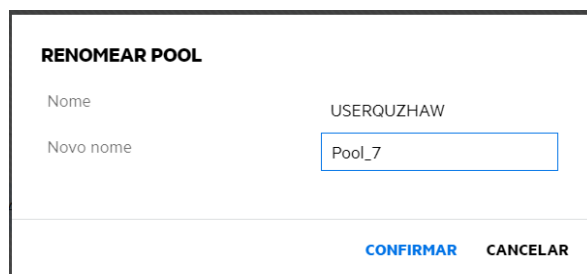 RENOMEAR POOL
Nome USERQUZHAW
Novo nome Pool_7
CONFIRMAR CANCELAR